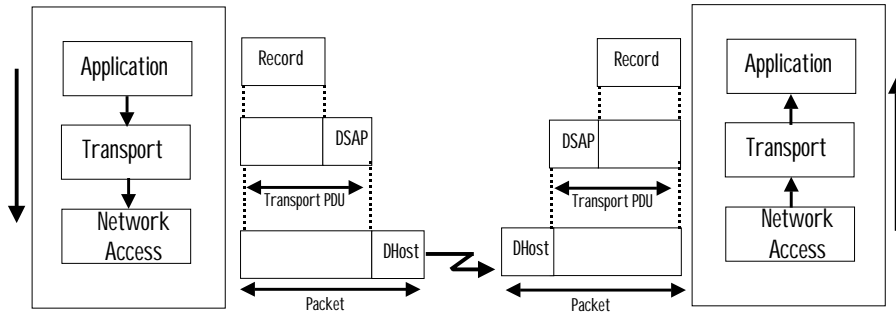 Application
Transport
Network
Access
Record
DSAP
Transport PDU
DHost
Packet
Record
DSAP
Transport PDU
DHost
Packet
Application
Transport
Network
Access